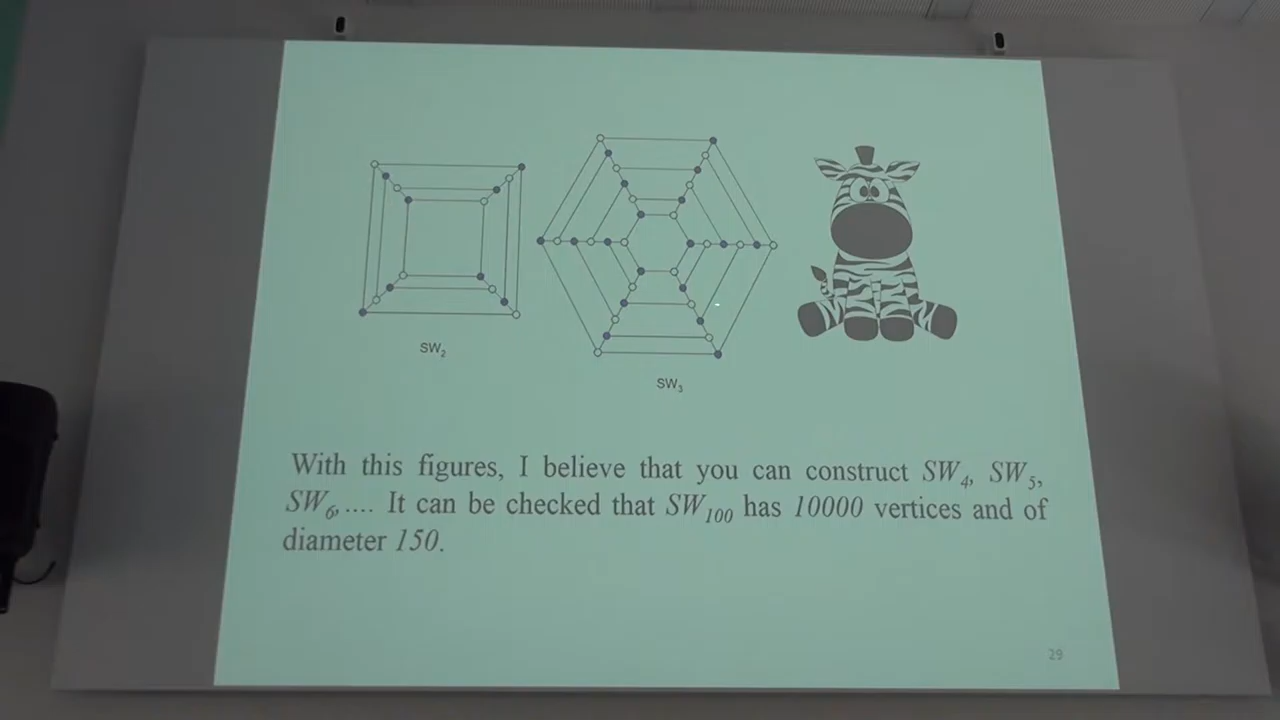 SW2
SW3
With this figures, I believe that you can construct SW4, SW5,
SW6, .... It can be checked that SW100 has 10000 vertices and of
diameter 150.
29